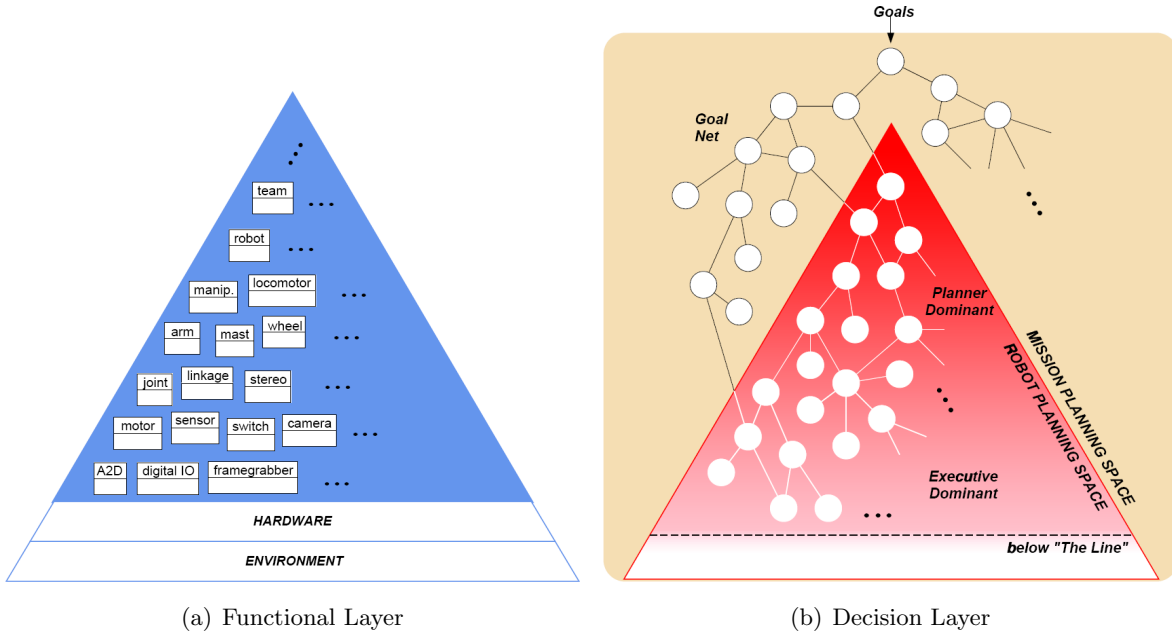 team
robot
manip.
locomotor
arm
mast
wheel
joint
linkage
stereo
motor
sensor
switch
camera
A2D
digital IO
framegrabber
HARDWARE
ENVIRONMENT
(a) Functional Layer
Goals
Goal
Net
Planner
Dominant
MISSION PLANNING SPACE
ROBOT PLANNING SPACE
Executive
Dominant
below "The Line"
(b) Decision Layer